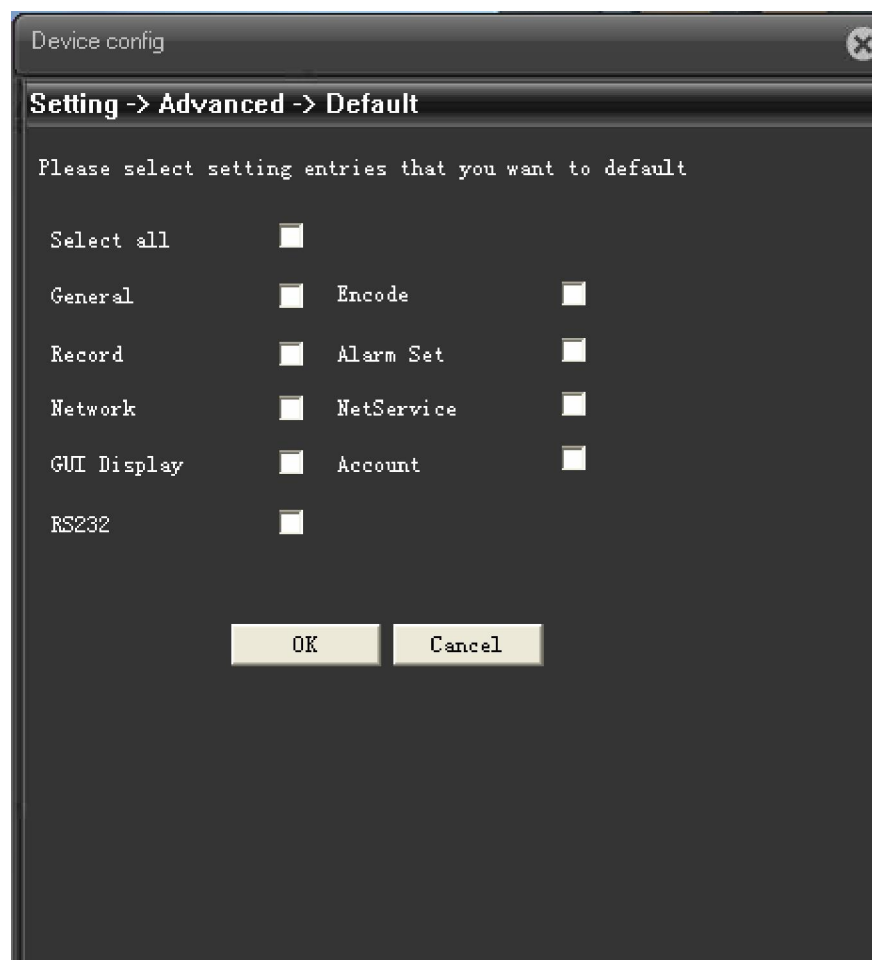 Device config
Setting -> Advanced -> Default
Please select setting entries that you want to default
Select all
General Encode
Record Alarm Set
Network NetService
GUI Display Account
RS232
OK Cancel